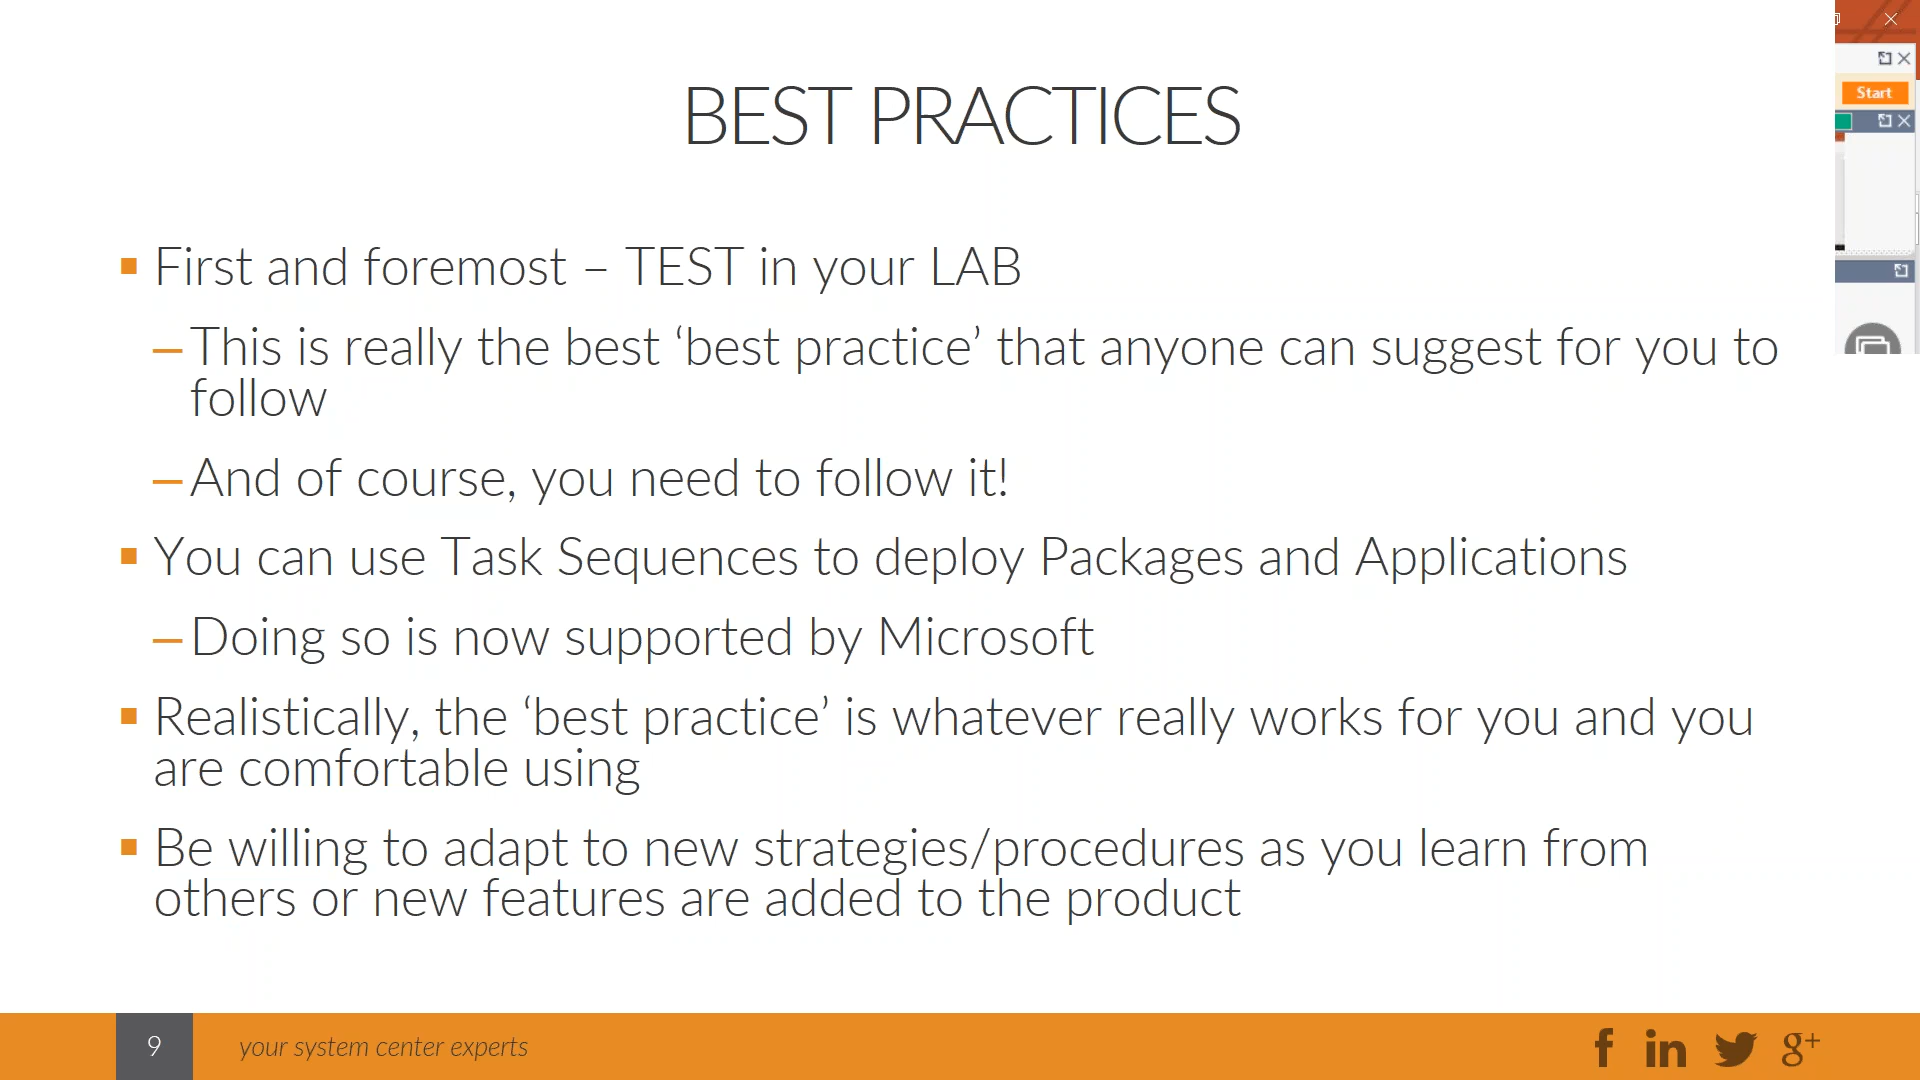 BEST PRACTICES
Start
First and foremost – TEST in your LAB
–This is really the best ‘best practice’ that anyone can suggest for you to
follow
–And of course, you need to follow it!
You can use Task Sequences to deploy Packages and Applications
–Doing so is now supported by Microsoft
Realistically, the ‘best practice’ is whatever really works for you and you
are comfortable using
Be willing to adapt to new strategies/procedures as you learn from
others or new features are added to the product
9
your system center experts
f in g+